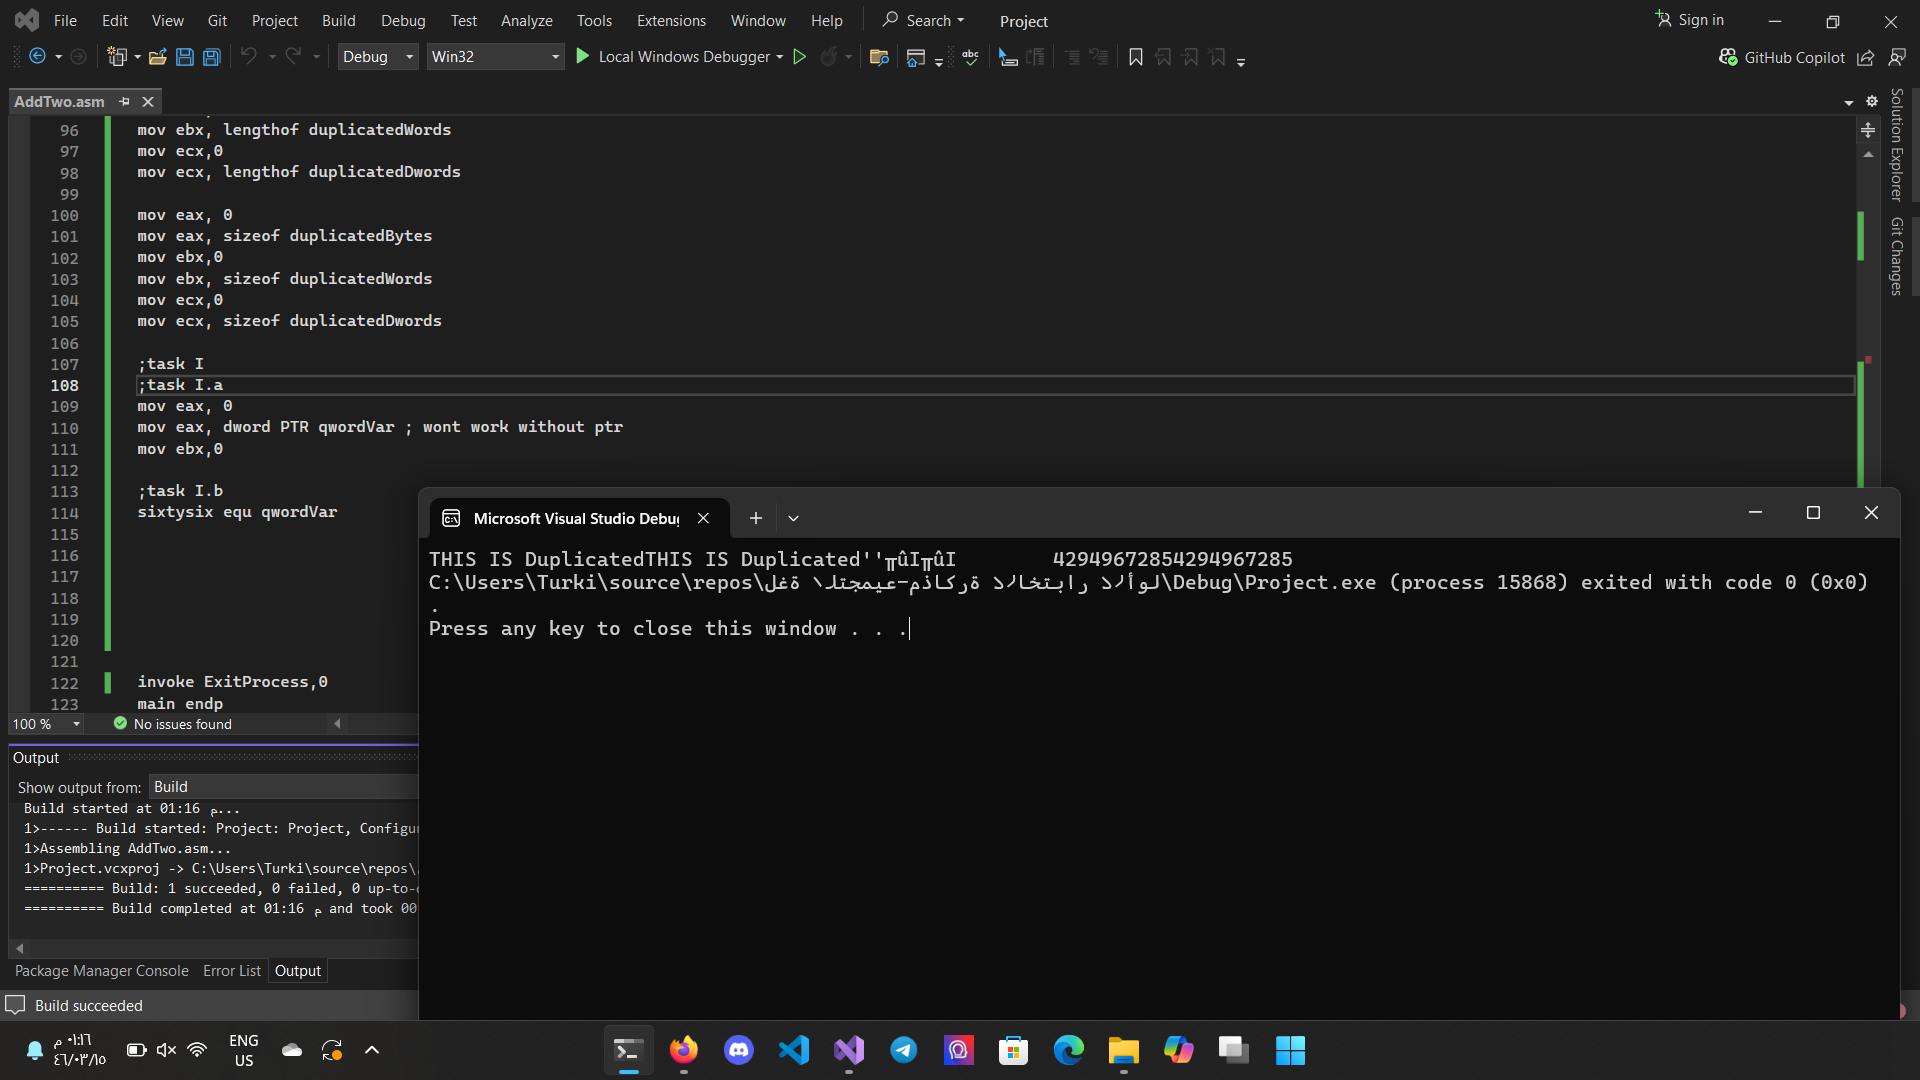 File Edit View Git Project Build Debug Test Analyze Tools Extensions Window Help Search Project Sign in
Debug Win32 Local Windows Debugger GitHub Copilot
AddTwo.asm
Solution Explorer
Git Changes
96 mov ebx, lengthof duplicatedWords
97 mov ecx,0
98 mov ecx, lengthof duplicatedDwords
99
100 mov eax, 0
101 mov eax, sizeof duplicatedBytes
102 mov ebx,0
103 mov ebx, sizeof duplicatedWords
104 mov ecx,0
105 mov ecx, sizeof duplicatedDwords
106
107 ;task I
108 ;task I.a
109 mov eax, 0
110 mov eax, dword PTR qwordVar ; wont work without ptr
111 mov ebx,0
112
113 ;task I.b
114 sixtysix equ qwordVar
115
116
117
118
119
120
121
122 invoke ExitProcess,0
123 main endp
100 % No issues found
Output
Show output from: Build
Build started at 01:16 م...
1>------ Build started: Project: Project, Configu
1>Assembling AddTwo.asm...
1>Project.vcxproj -> C:\Users\Turki\source\repos\
========== Build: 1 succeeded, 0 failed, 0 up-to-
========== Build completed at 01:16 م and took 00
Package Manager Console Error List Output
Build succeeded
Microsoft Visual Studio Debug
THIS IS DuplicatedTHIS IS Duplicated''╥ûI╥ûI 42949672854294967285
C:\Users\Turki\source\repos\لغة التجميع-مذاكرة الاختبار الأول\Debug\Project.exe (process 15868) exited with code 0 (0x0)
.
Press any key to close this window . . .
٠١:١٦ م
٤٦/٠٣/١٥
ENG
US